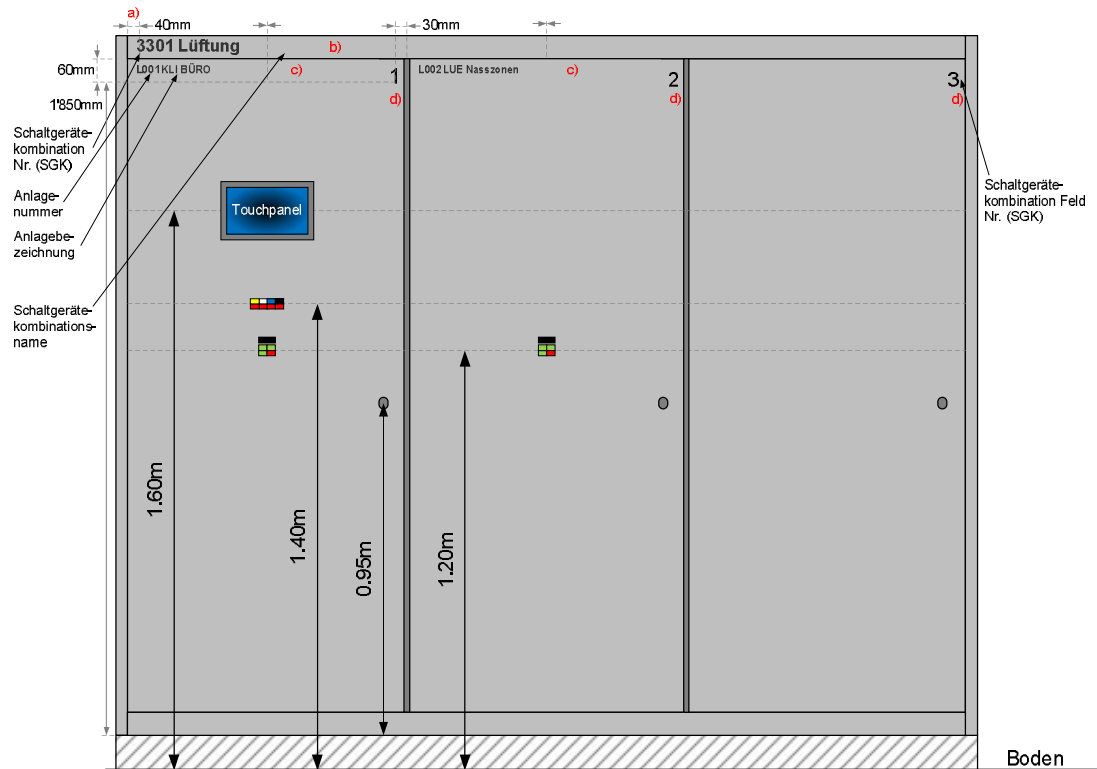 a)
40mm
30mm
3301 Lüftung
b)
60mm
L001 KLI BÜRO
c)
1
L002 LUE Nasszonen
c)
2
3
d)
d)
d)
1'850mm
Schaltgeräte-
kombination
Nr. (SGK)
Anlage-
nummer
Anlagebe-
zeichnung
Schaltgeräte-
kombinations-
name
Touchpanel
Schaltgeräte-
kombination Feld
Nr. (SGK)
1.60m
1.40m
0.95m
1.20m
Boden